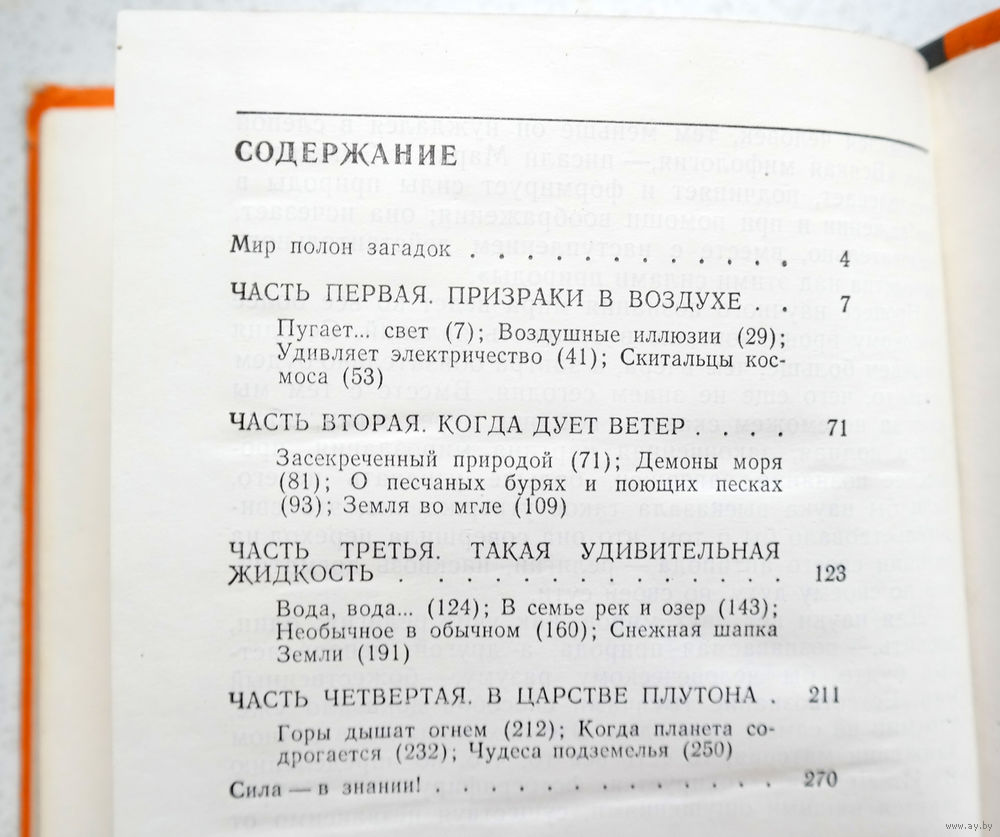 СОДЕРЖАНИЕ
Мир полон загадок . . . . . . . . . . . . 4
ЧАСТЬ ПЕРВАЯ. ПРИЗРАКИ В ВОЗДУХЕ . . 7
Пугает... свет (7); Воздушные иллюзии (29);
Удивляет электричество (41); Скитальцы кос-
моса (53)
ЧАСТЬ ВТОРАЯ. КОГДА ДУЕТ ВЕТЕР . . . . 71
Засекреченный природой (71); Демоны моря
(81); О песчаных бурях и поющих песках
(93); Земля во мгле (109)
ЧАСТЬ ТРЕТЬЯ. ТАКАЯ УДИВИТЕЛЬНАЯ
ЖИДКОСТЬ . . . . . . . . . . . . . . 123
Вода, вода... (124); В семье рек и озер (143);
Необычное в обычном (160); Снежная шапка
Земли (191)
ЧАСТЬ ЧЕТВЕРТАЯ. В ЦАРСТВЕ ПЛУТОНА . 211
Горы дышат огнем (212); Когда планета со-
дрогается (232); Чудеса подземелья (250)
Сила — в знании! . . . . . . . . . . . . . 270
www.ay.by